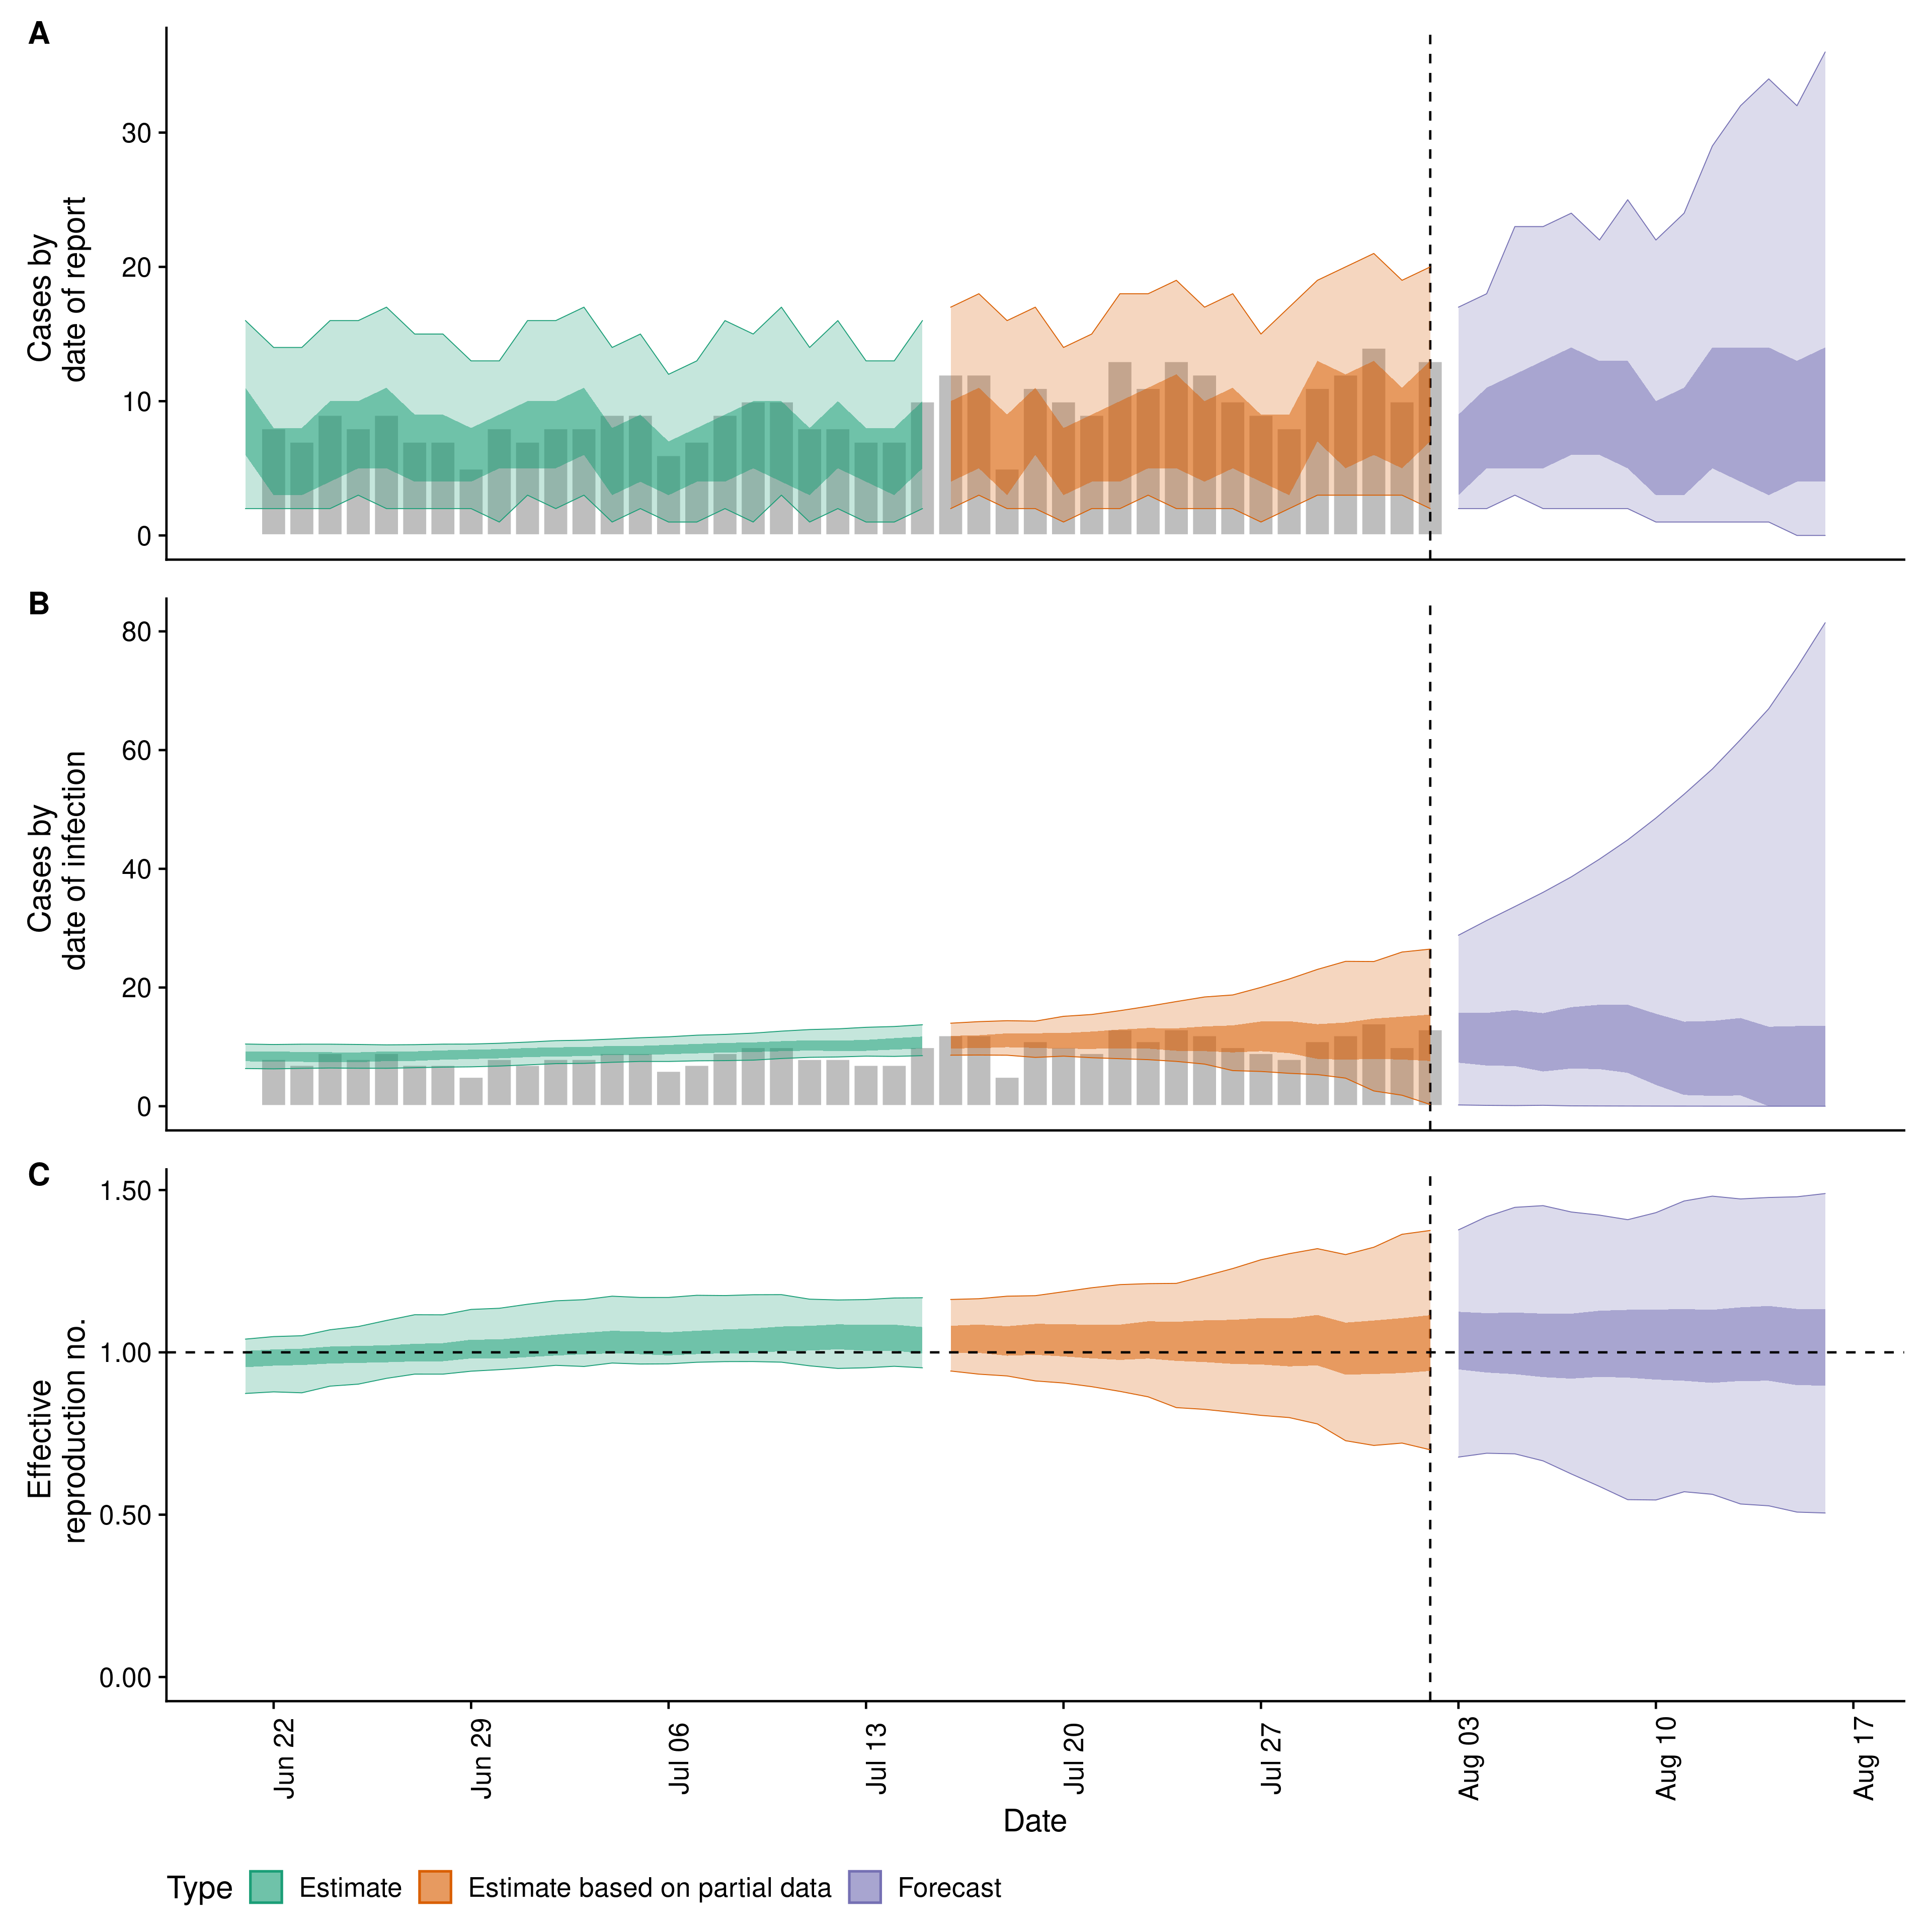 A
Cases by
date of report
30
20
10
0
B
Cases by
date of infection
80
60
40
20
0
C
Effective
reproduction no.
1.50
1.00
0.50
0.00
Jun 22
Jun 29
Jul 06
Jul 13
Jul 20
Jul 27
Aug 03
Aug 10
Aug 17
Date
Type Estimate Estimate based on partial data Forecast